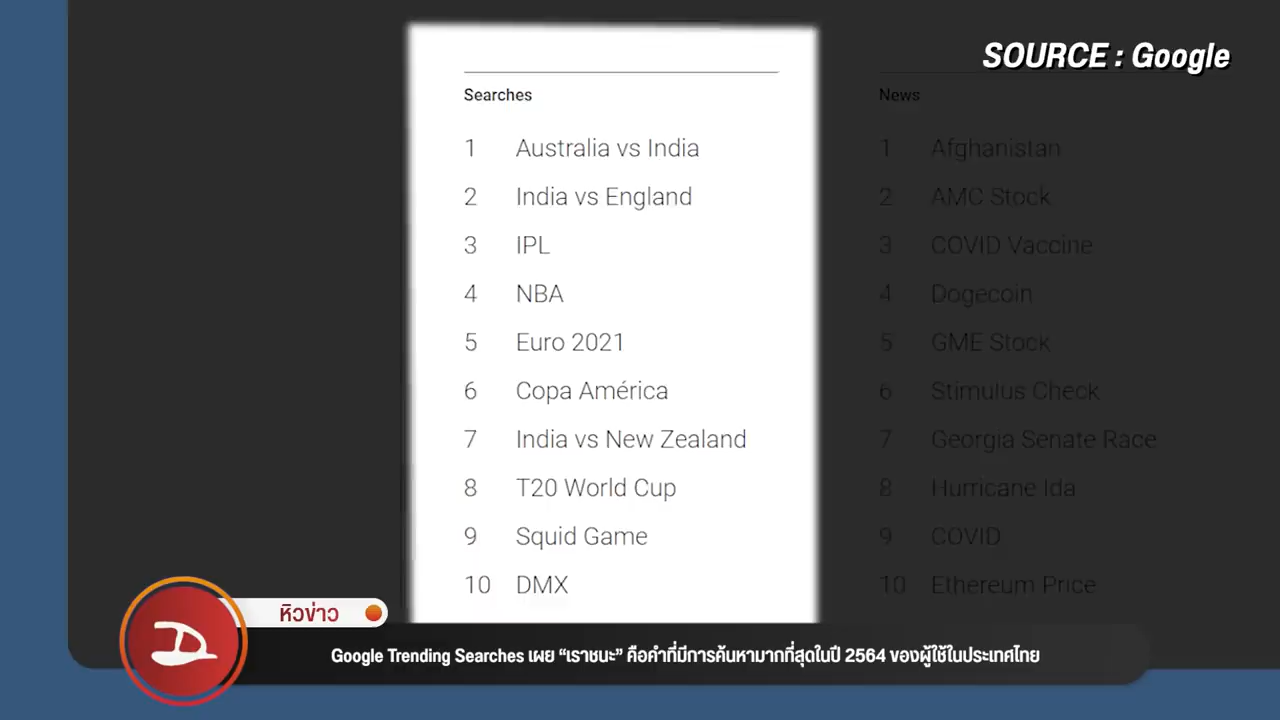 SOURCE : Google
Searches
1 Australia vs India
2 India vs England
3 IPL
4 NBA
5 Euro 2021
6 Copa América
7 India vs New Zealand
8 T20 World Cup
9 Squid Game
10 DMX
News
1 Afghanistan
2 AMC Stock
3 COVID Vaccine
4 Dogecoin
5 GME Stock
6 Stimulus Check
7 Georgia Senate Race
8 Hurricane Ida
9 COVID
10 Ethereum Price
หิวข่าว
Google Trending Searches เผย “เราชนะ” คือคำที่มีการค้นหามากที่สุดในปี 2564 ของผู้ใช้ในประเทศไทย